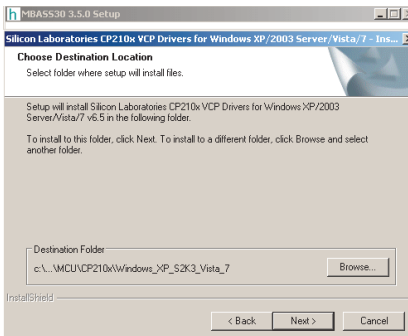 MBASS30 3.5.0 Setup
Silicon Laboratories CP210x VCP Drivers for Windows XP/2003 Server/Vista/7 - Ins...
Choose Destination Location
Select folder where setup will install files.
Setup will install Silicon Laboratories CP210x VCP Drivers for Windows XP/2003
Server/Vista/7 v6.5 in the following folder.
To install to this folder, click Next. To install to a different folder, click Browse and select
another folder.
Destination Folder
c:\...\MCU\CP210x\Windows_XP_S2K3_Vista_7
Browse...
InstallShield
< Back
Next >
Cancel